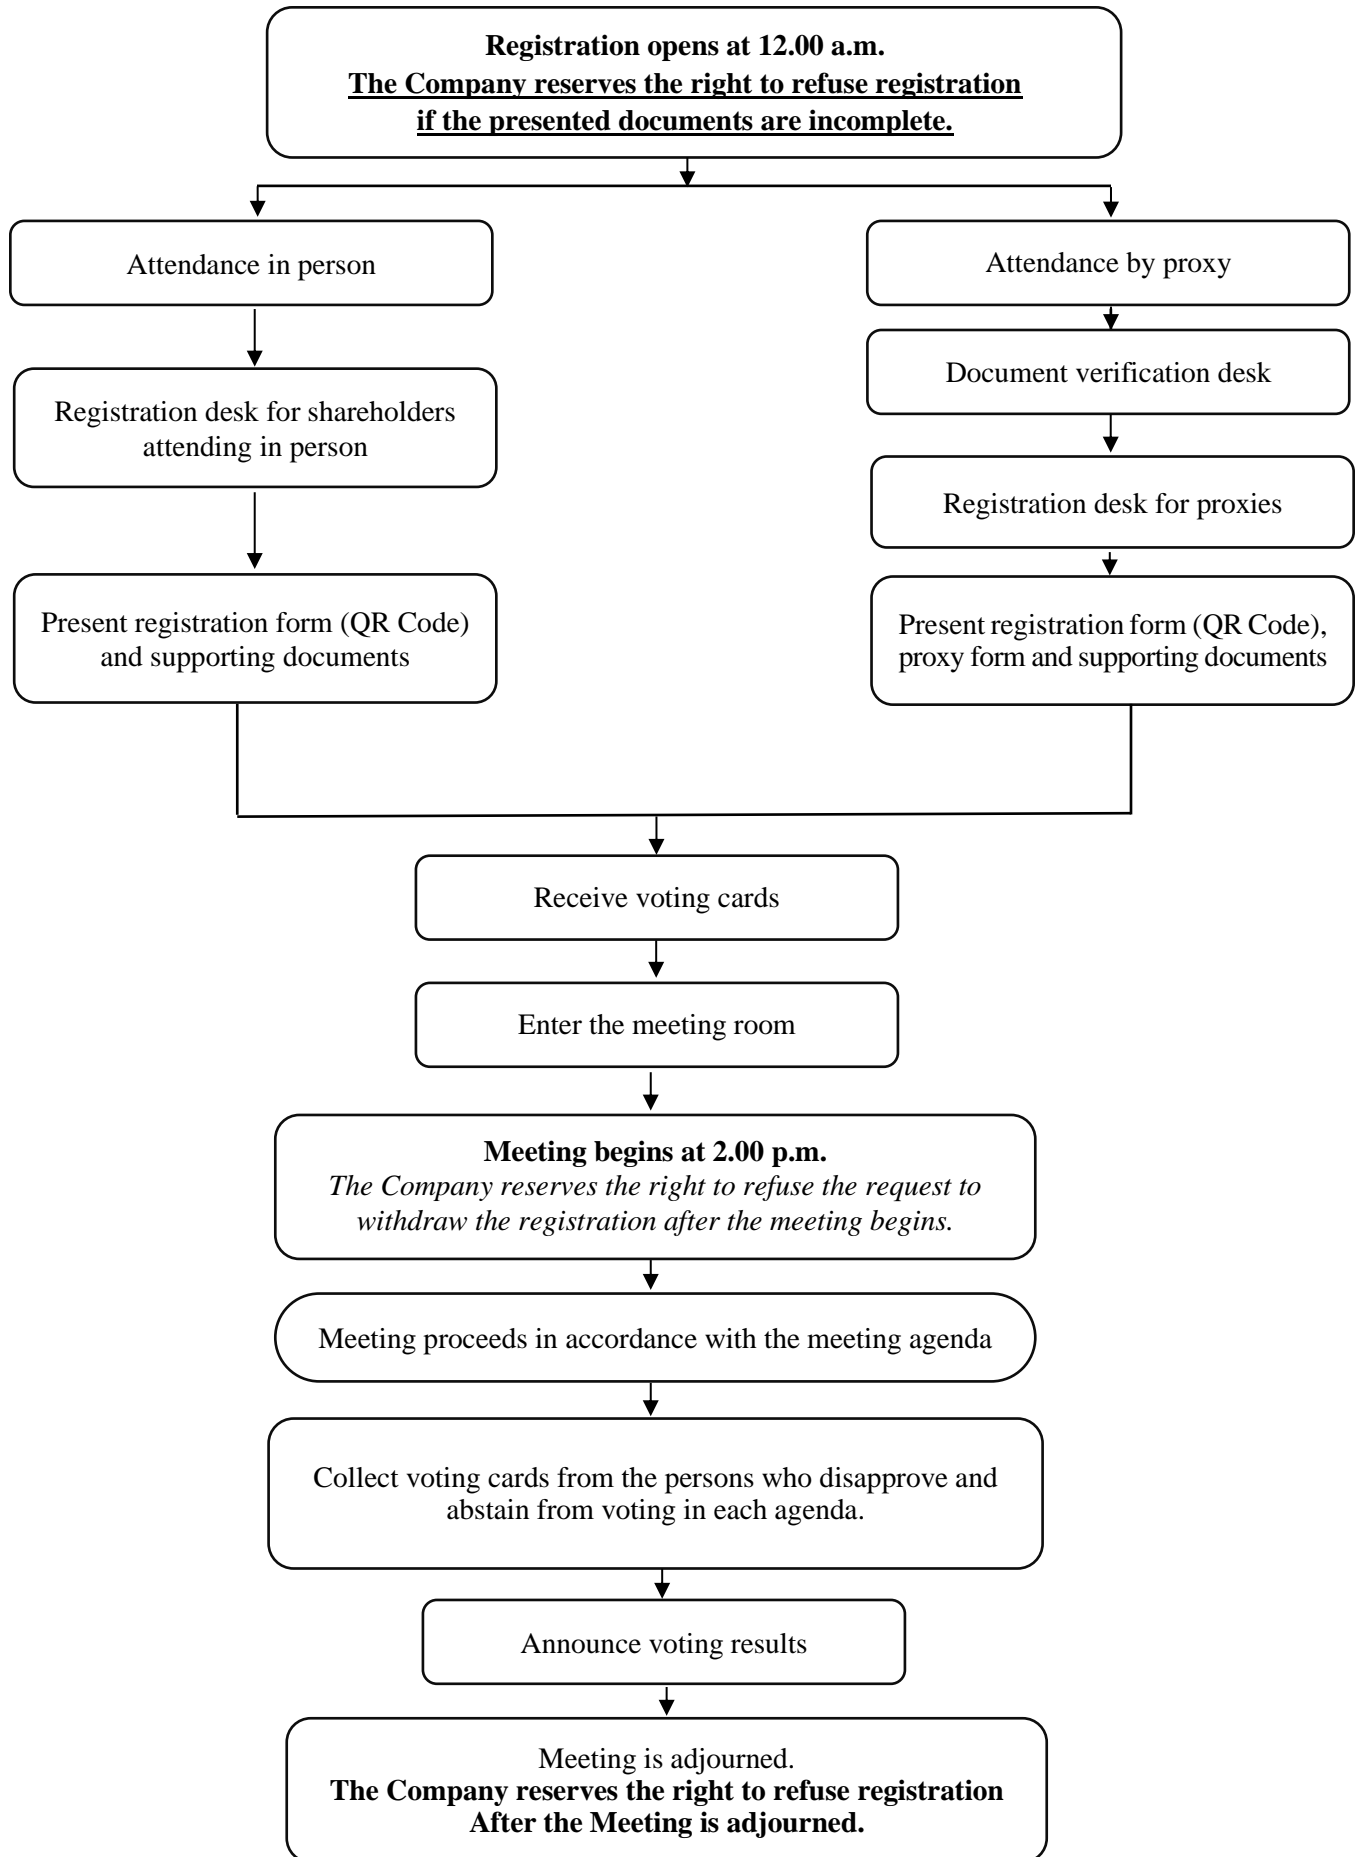 Registration opens at 12.00 a.m.
The Company reserves the right to refuse registration
if the presented documents are incomplete.
Attendance in person
Registration desk for shareholders
attending in person
Present registration form (QR Code)
and supporting documents
Attendance by proxy
Document verification desk
Registration desk for proxies
Present registration form (QR Code),
proxy form and supporting documents
Receive voting cards
Enter the meeting room
Meeting begins at 2.00 p.m.
The Company reserves the right to refuse the request to
withdraw the registration after the meeting begins.
Meeting proceeds in accordance with the meeting agenda
Collect voting cards from the persons who disapprove and
abstain from voting in each agenda.
Announce voting results
Meeting is adjourned.
The Company reserves the right to refuse registration
After the Meeting is adjourned.